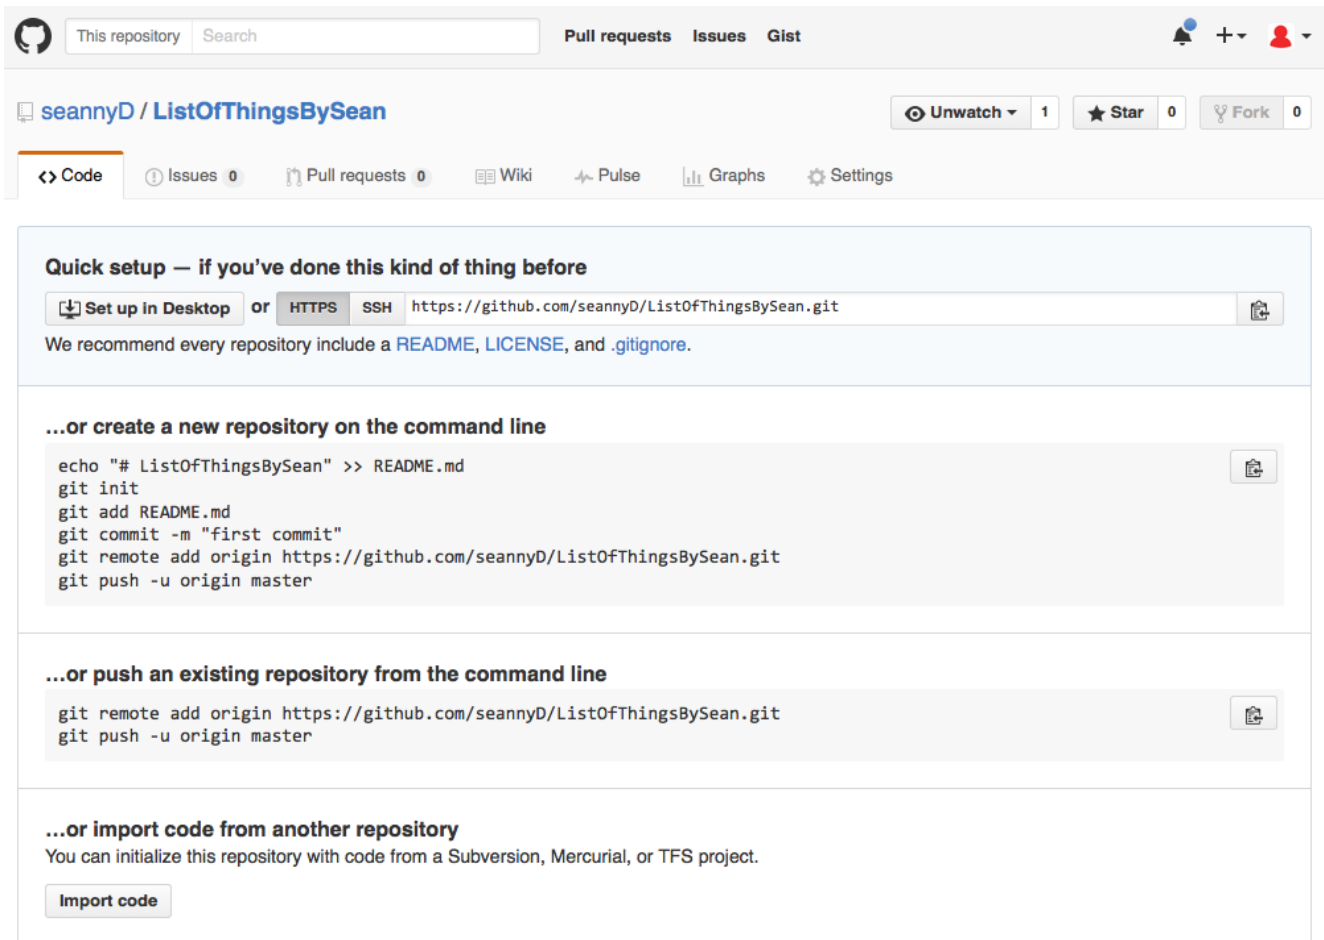 This repository Search Pull requests Issues Gist
seannyD / ListOfThingsBySean Unwatch 1 Star 0 Fork 0
Code Issues 0 Pull requests 0 Wiki Pulse Graphs Settings
Quick setup — if you've done this kind of thing before
Set up in Desktop or HTTPS SSH https://github.com/seannyD/ListOfThingsBySean.git
We recommend every repository include a README, LICENSE, and .gitignore.
…or create a new repository on the command line
echo "# ListOfThingsBySean" >> README.md
git init
git add README.md
git commit -m "first commit"
git remote add origin https://github.com/seannyD/ListOfThingsBySean.git
git push -u origin master
…or push an existing repository from the command line
git remote add origin https://github.com/seannyD/ListOfThingsBySean.git
git push -u origin master
…or import code from another repository
You can initialize this repository with code from a Subversion, Mercurial, or TFS project.
Import code